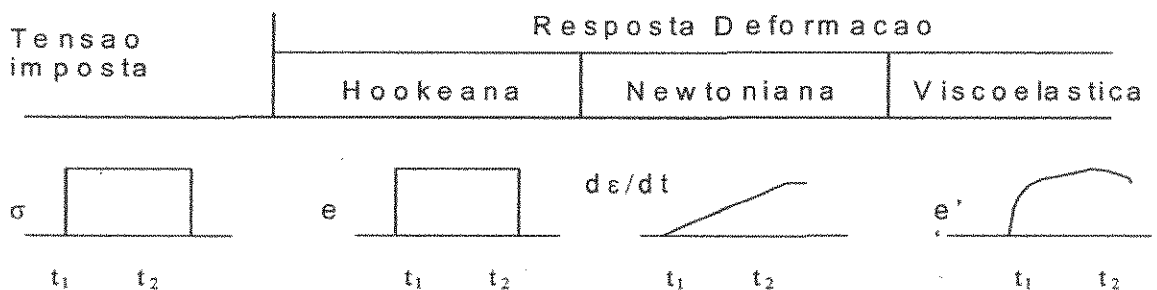 Tensao
imposta
Resposta Deformacao
Hookeana Newtoniana Viscoelastica
σ e dε/dt e'
t₁ t₂ t₁ t₂ t₁ t₂ t₁ t₂